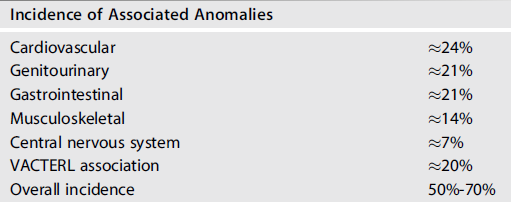 Incidence of Associated Anomalies
Cardiovascular ≈24%
Genitourinary ≈21%
Gastrointestinal ≈21%
Musculoskeletal ≈14%
Central nervous system ≈7%
VACTERL association ≈20%
Overall incidence 50%-70%